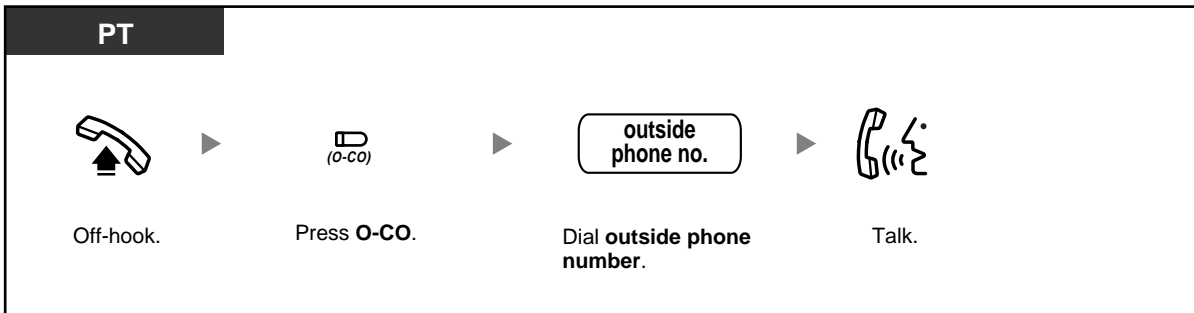 PT
(O-CO)
outside
phone no.
Off-hook.
Press O-CO.
Dial outside phone
number.
Talk.